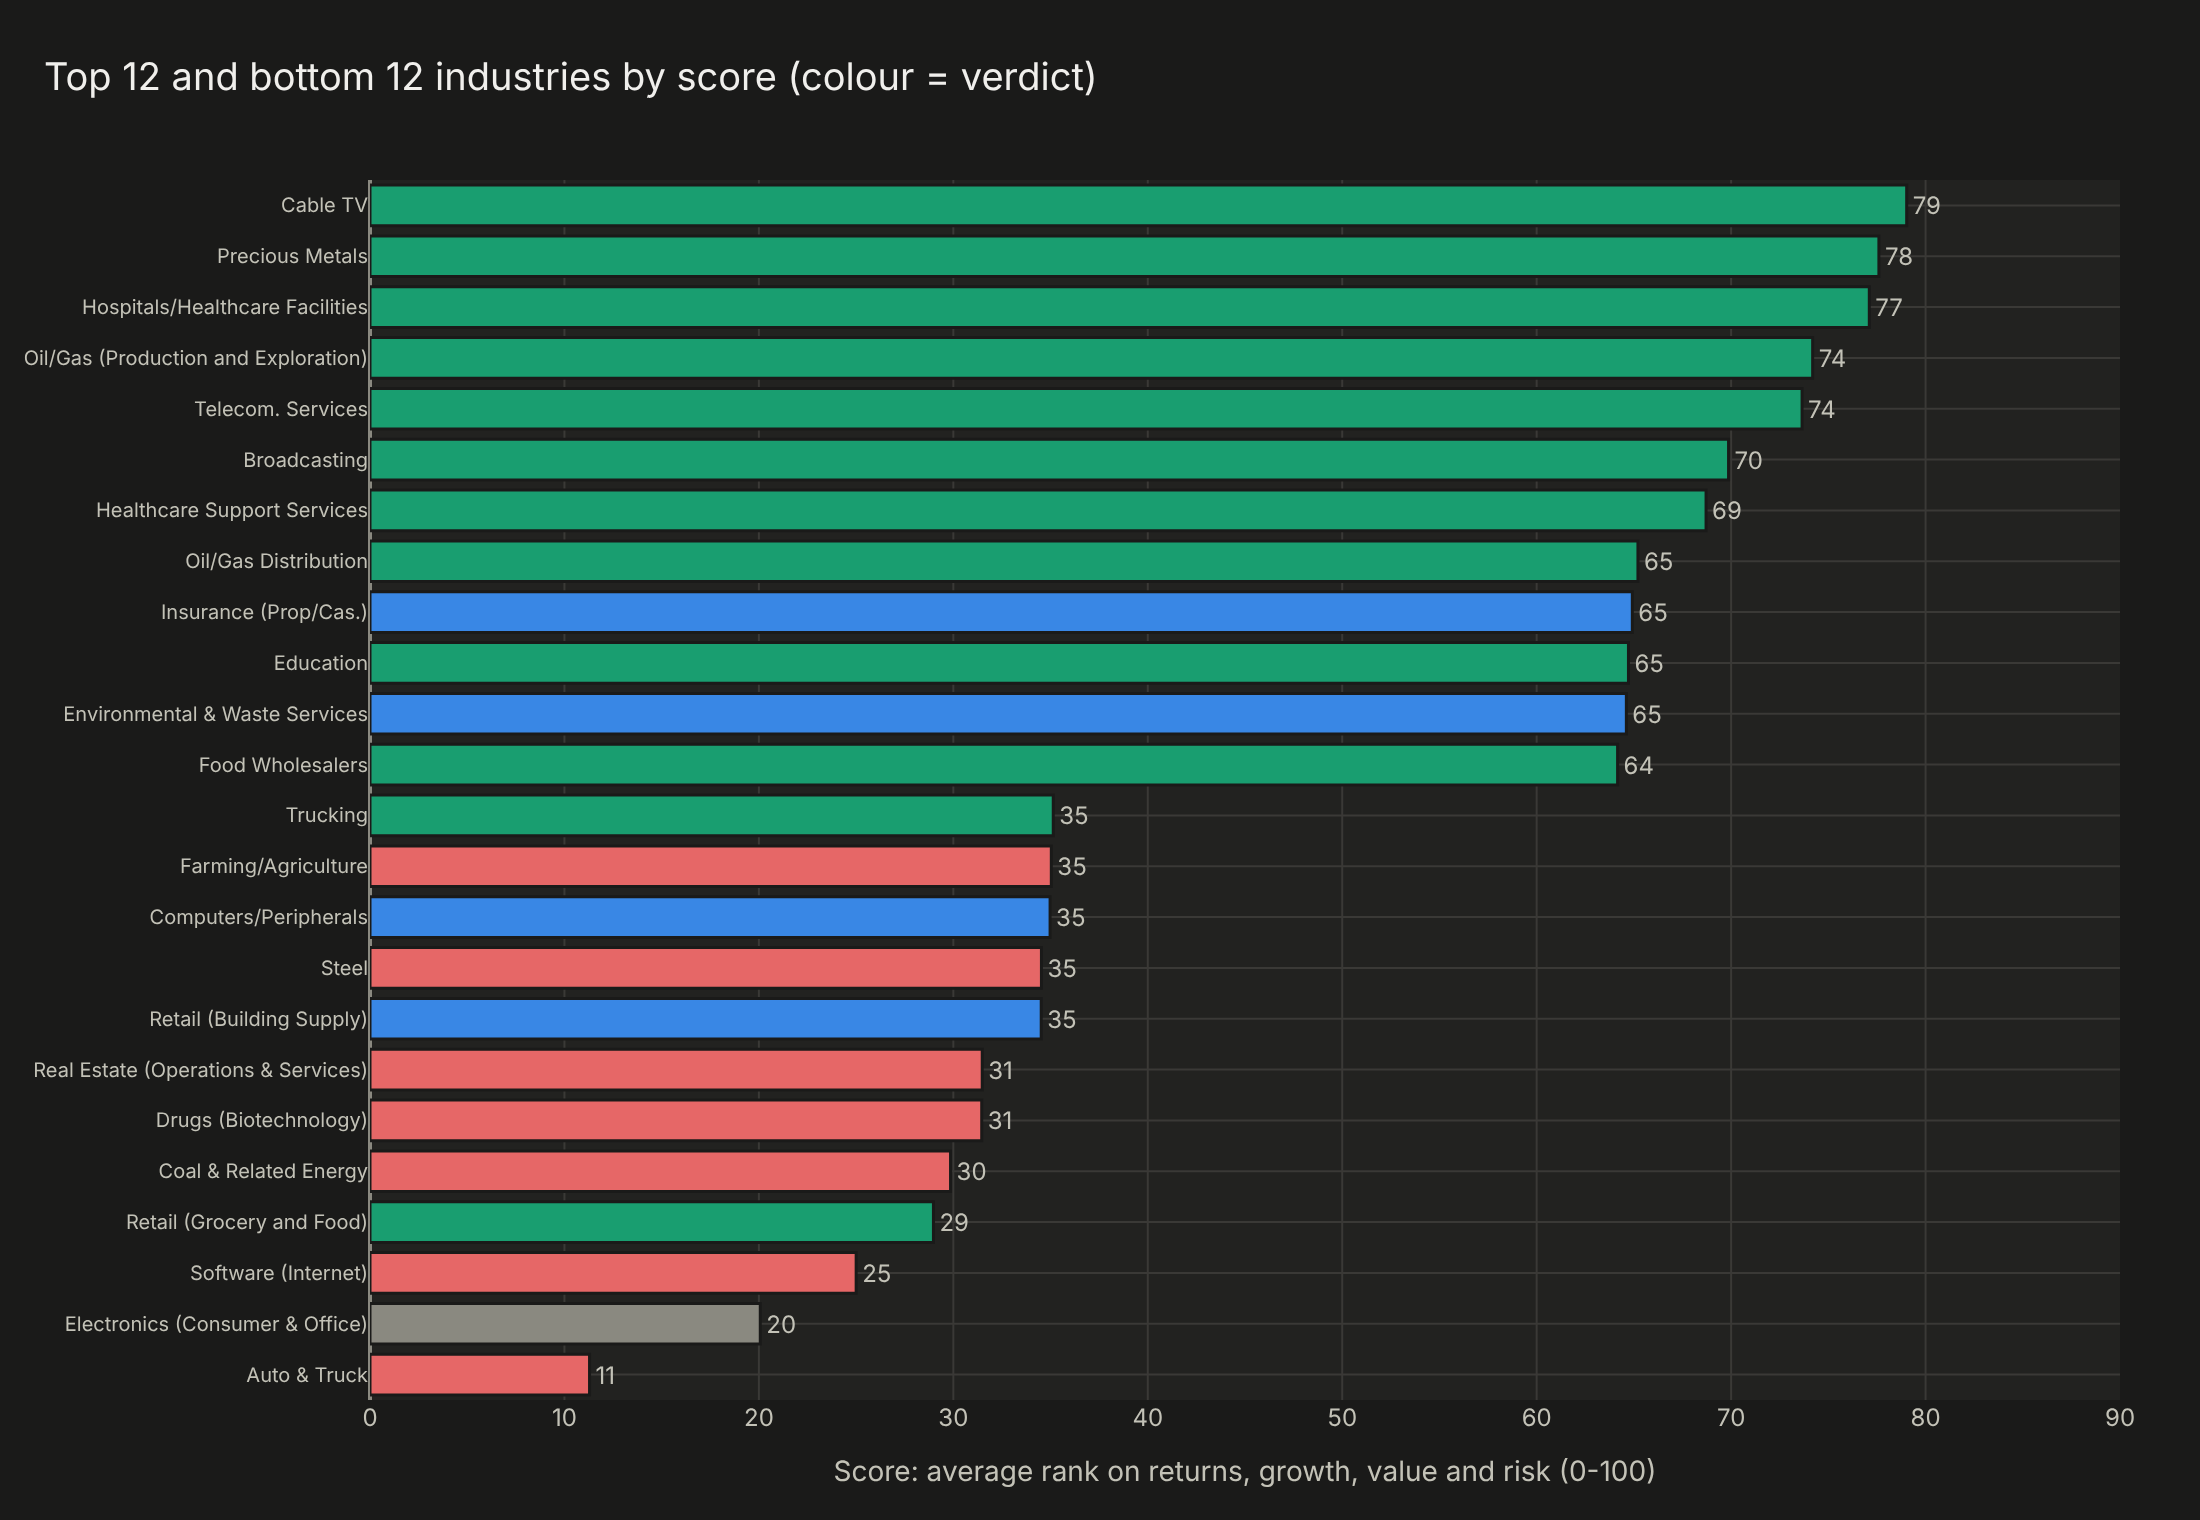 Top 12 and bottom 12 industries by score (colour = verdict)
Cable TV 79
Precious Metals 78
Hospitals/Healthcare Facilities 77
Oil/Gas (Production and Exploration) 74
Telecom. Services 74
Broadcasting 70
Healthcare Support Services 69
Oil/Gas Distribution 65
Insurance (Prop/Cas.) 65
Education 65
Environmental & Waste Services 65
Food Wholesalers 64
Trucking 35
Farming/Agriculture 35
Computers/Peripherals 35
Steel 35
Retail (Building Supply) 35
Real Estate (Operations & Services) 31
Drugs (Biotechnology) 31
Coal & Related Energy 30
Retail (Grocery and Food) 29
Software (Internet) 25
Electronics (Consumer & Office) 20
Auto & Truck 11
0 10 20 30 40 50 60 70 80 90
Score: average rank on returns, growth, value and risk (0-100)